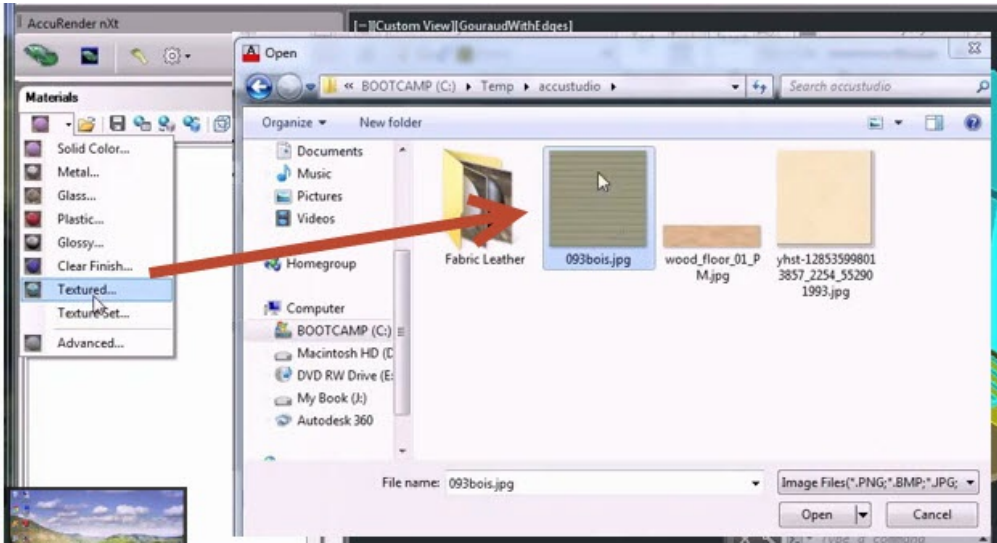 AccuRender nXt
[-][Custom View][GouraudWithEdges]
Materials
Solid Color...
Metal...
Glass...
Plastic...
Glossy...
Clear Finish...
Textured...
Texture Set...
Advanced...
Open
« BOOTCAMP (C:) ▸ Temp ▸ accustudio ▸
Search accustudio
Organize
New folder
Documents
Music
Pictures
Videos
Homegroup
Computer
BOOTCAMP (C:)
Macintosh HD (D
DVD RW Drive (E:
My Book (J:)
Autodesk 360
Fabric Leather
093bois.jpg
wood_floor_01_P
M.jpg
yhst-12853599801
3857_2254_55290
1993.jpg
File name:
093bois.jpg
Image Files(*.PNG;*.BMP;*.JPG;
Open
Cancel
Type a command